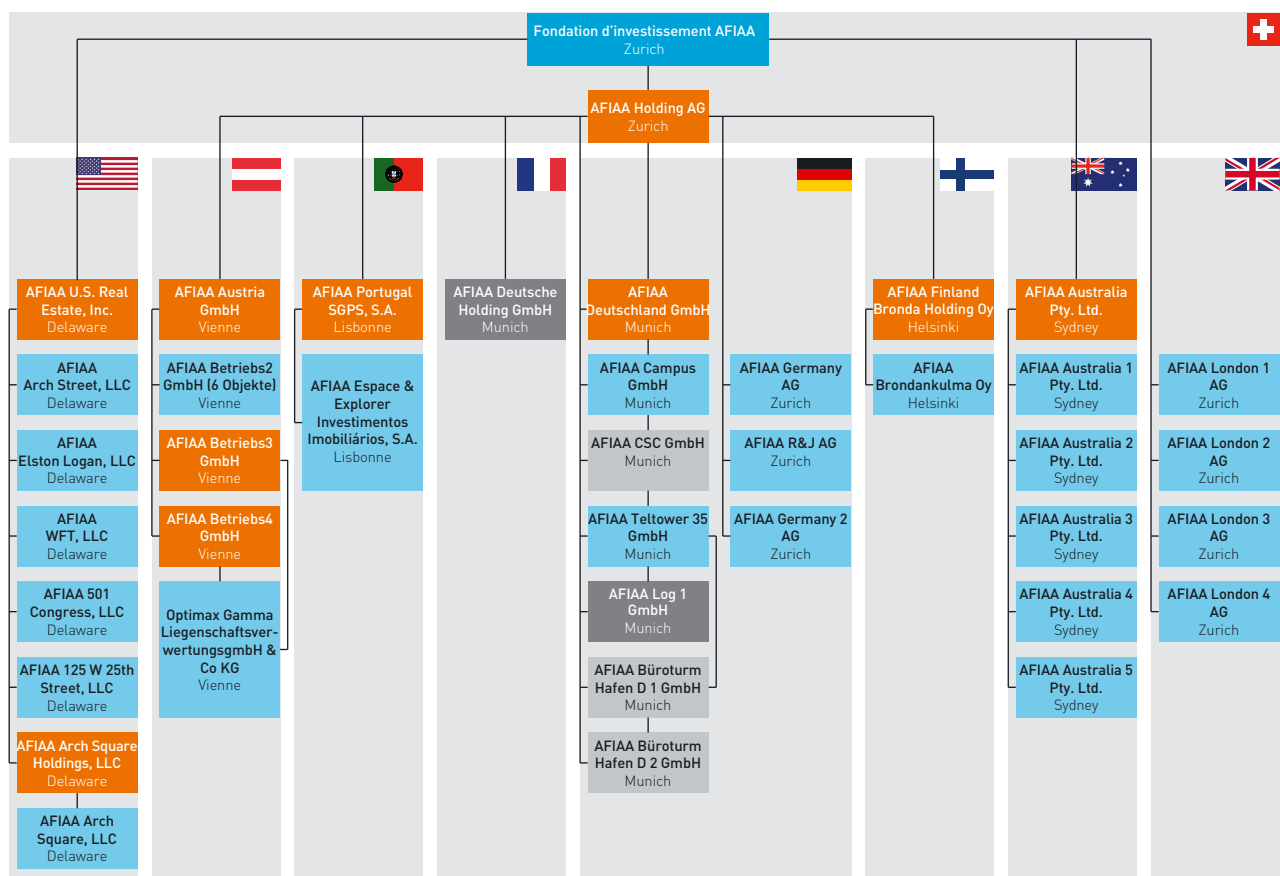 Fondation d'investissement AFIAA
Zurich
AFIAA Holding AG
Zurich
AFIAA U.S. Real
Estate, Inc.
Delaware
AFIAA
Arch Street, LLC
Delaware
AFIAA
Elston Logan, LLC
Delaware
AFIAA
WFT, LLC
Delaware
AFIAA 501
Congress, LLC
Delaware
AFIAA 125 W 25th
Street, LLC
Delaware
AFIAA Arch Square
Holdings, LLC
Delaware
AFIAA Arch
Square, LLC
Delaware
AFIAA Austria
GmbH
Vienne
AFIAA Betriebs2
GmbH (6 Objekte)
Vienne
AFIAA Betriebs3
GmbH
Vienne
AFIAA Betriebs4
GmbH
Vienne
Optimax Gamma
Liegenschaftsver-
wertungsgmbH &
Co KG
Vienne
AFIAA Portugal
SGPS, S.A.
Lisbonne
AFIAA Espace &
Explorer
Investimentos
Imobiliários, S.A.
Lisbonne
AFIAA Deutsche
Holding GmbH
Munich
AFIAA
Deutschland GmbH
Munich
AFIAA Campus
GmbH
Munich
AFIAA CSC GmbH
Munich
AFIAA Teltower 35
GmbH
Munich
AFIAA Log 1
GmbH
Munich
AFIAA Büroturm
Hafen D 1 GmbH
Munich
AFIAA Büroturm
Hafen D 2 GmbH
Munich
AFIAA Germany
AG
Zurich
AFIAA R&J AG
Zurich
AFIAA Germany 2
AG
Zurich
AFIAA Finland
Bronda Holding Oy
Helsinki
AFIAA
Brondankulma Oy
Helsinki
AFIAA Australia
Pty. Ltd.
Sydney
AFIAA Australia 1
Pty. Ltd.
Sydney
AFIAA Australia 2
Pty. Ltd.
Sydney
AFIAA Australia 3
Pty. Ltd.
Sydney
AFIAA Australia 4
Pty. Ltd.
Sydney
AFIAA Australia 5
Pty. Ltd.
Sydney
AFIAA London 1
AG
Zurich
AFIAA London 2
AG
Zurich
AFIAA London 3
AG
Zurich
AFIAA London 4
AG
Zurich